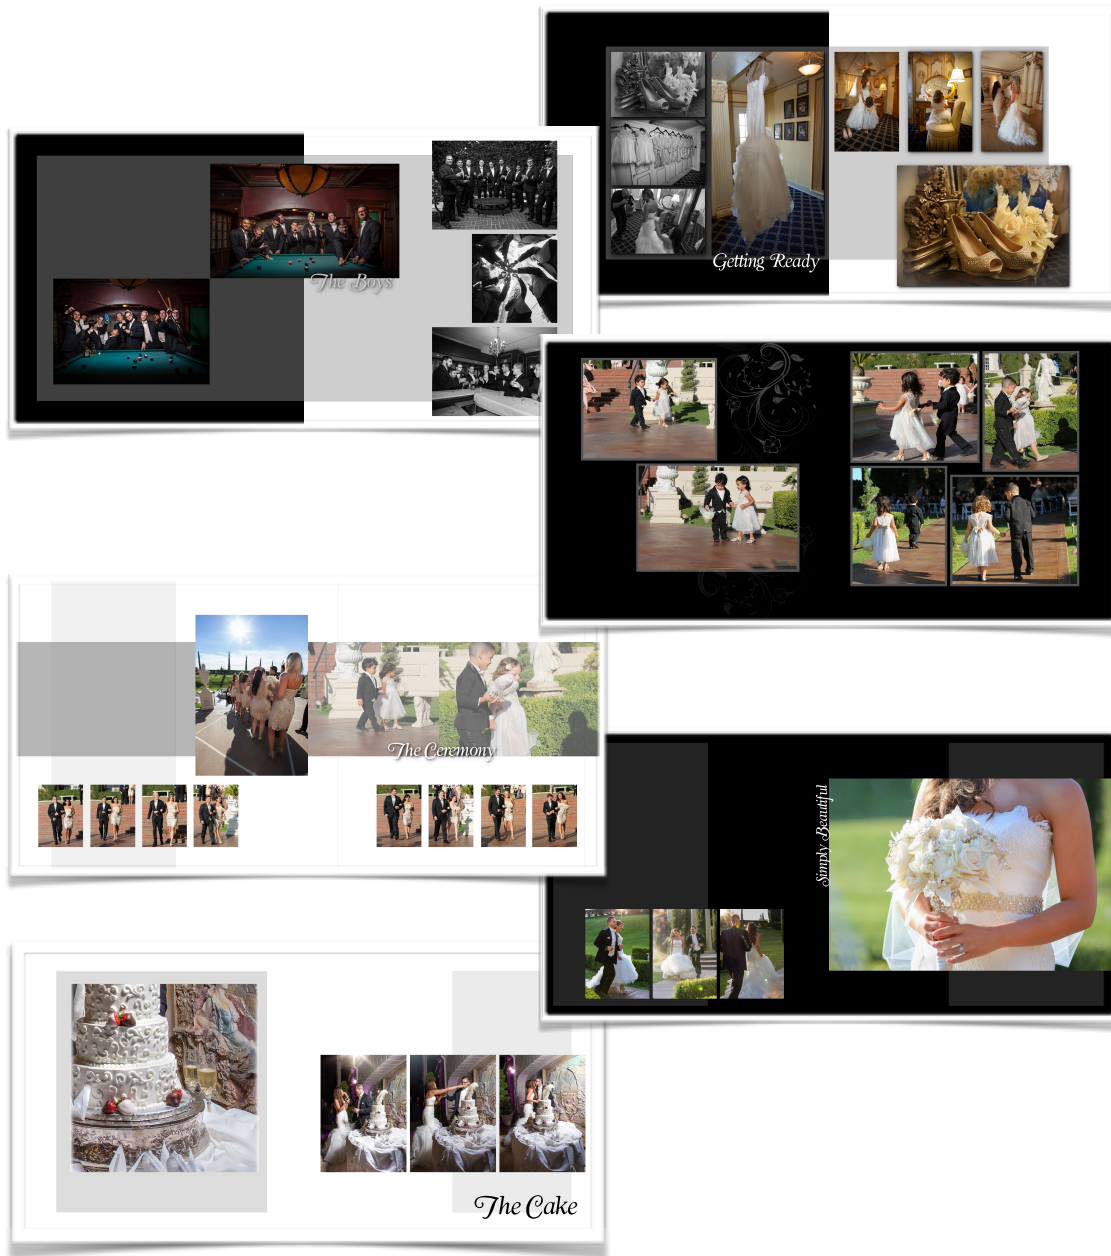 Getting Ready
The Boys
The Ceremony
Simply Beautiful
The Cake